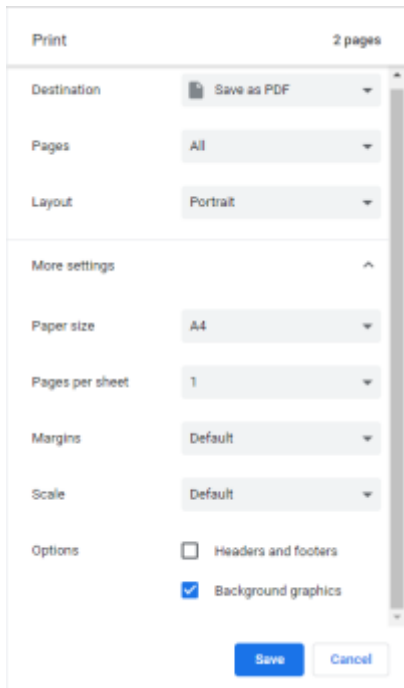 Print 2 pages
Destination Save as PDF
Pages All
Layout Portrait
More settings
Paper size A4
Pages per sheet 1
Margins Default
Scale Default
Options Headers and footers
Background graphics
Save Cancel